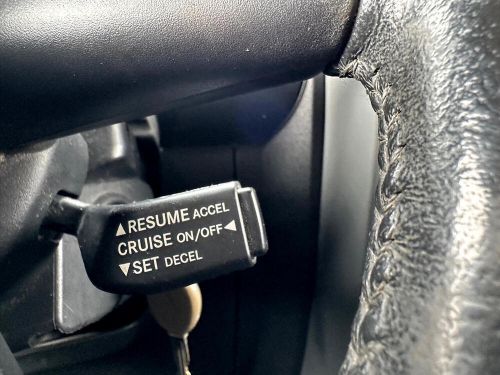 ▲RESUME ACCEL
CRUISE ON/OFF◀
▼SET DECEL